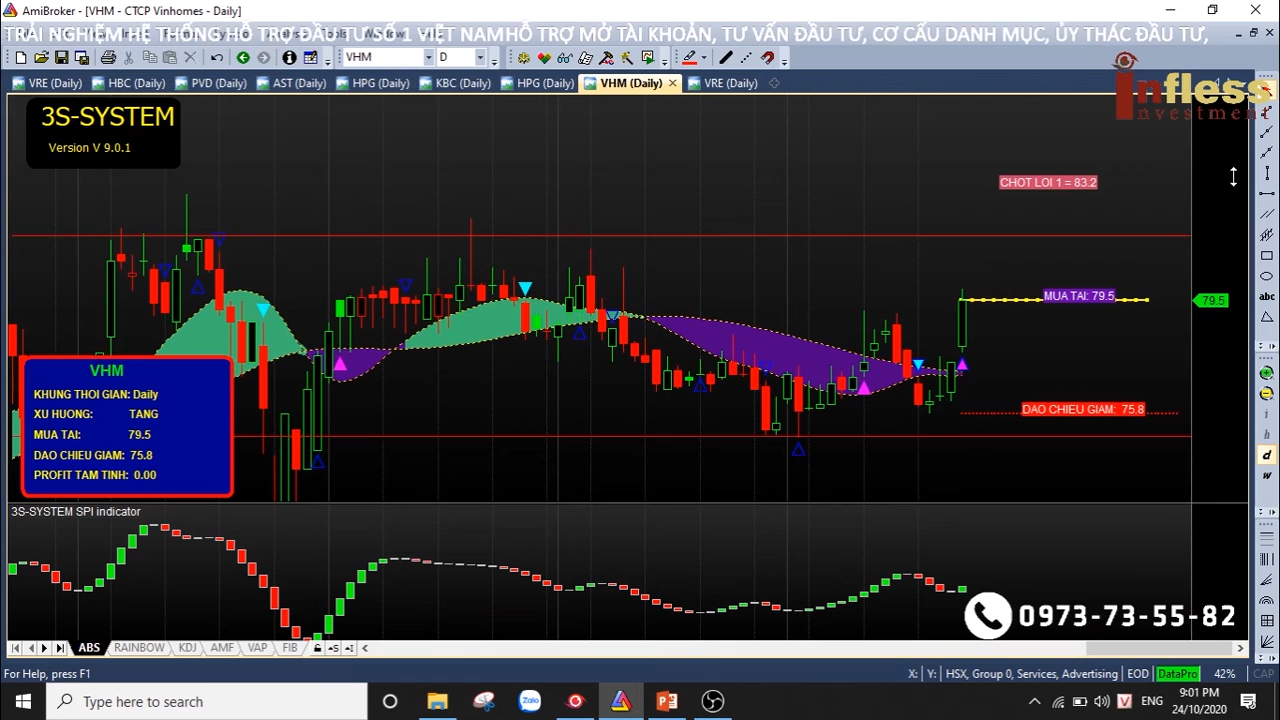 AmiBroker - [VHM - CTCP Vinhomes - Daily]
TRẢI NGHIỆM HỆ THỐNG HỖ TRỢ ĐẦU TƯ SỐ 1 VIỆT NAMHỖ TRỢ MỞ TÀI KHOẢN, TƯ VẤN ĐẦU TƯ, CƠ CẤU DANH MỤC, ỦY THÁC ĐẦU TƯ,
VHM D
VRE (Daily) HBC (Daily) PVD (Daily) AST (Daily) HPG (Daily) KBC (Daily) HPG (Daily) VHM (Daily) VRE (Daily)
Infless
Investment
3S-SYSTEM
Version V 9.0.1
CHOT LOI 1 = 83.2
MUA TAI: 79.5
79.5
DAO CHIEU GIAM: 75.8
VHM
KHUNG THOI GIAN: Daily
XU HUONG: TANG
MUA TAI: 79.5
DAO CHIEU GIAM: 75.8
PROFIT TAM TINH: 0.00
abc
i
h
d
w
3S-SYSTEM SPI indicator
0973-73-55-82
ABS RAINBOW KDJ AMF VAP FIB
For Help, press F1
X: Y: HSX, Group 0, Services, Advertising EOD DataPro 42% CAP
Type here to search
Zalo
V ENG
9:01 PM
24/10/2020